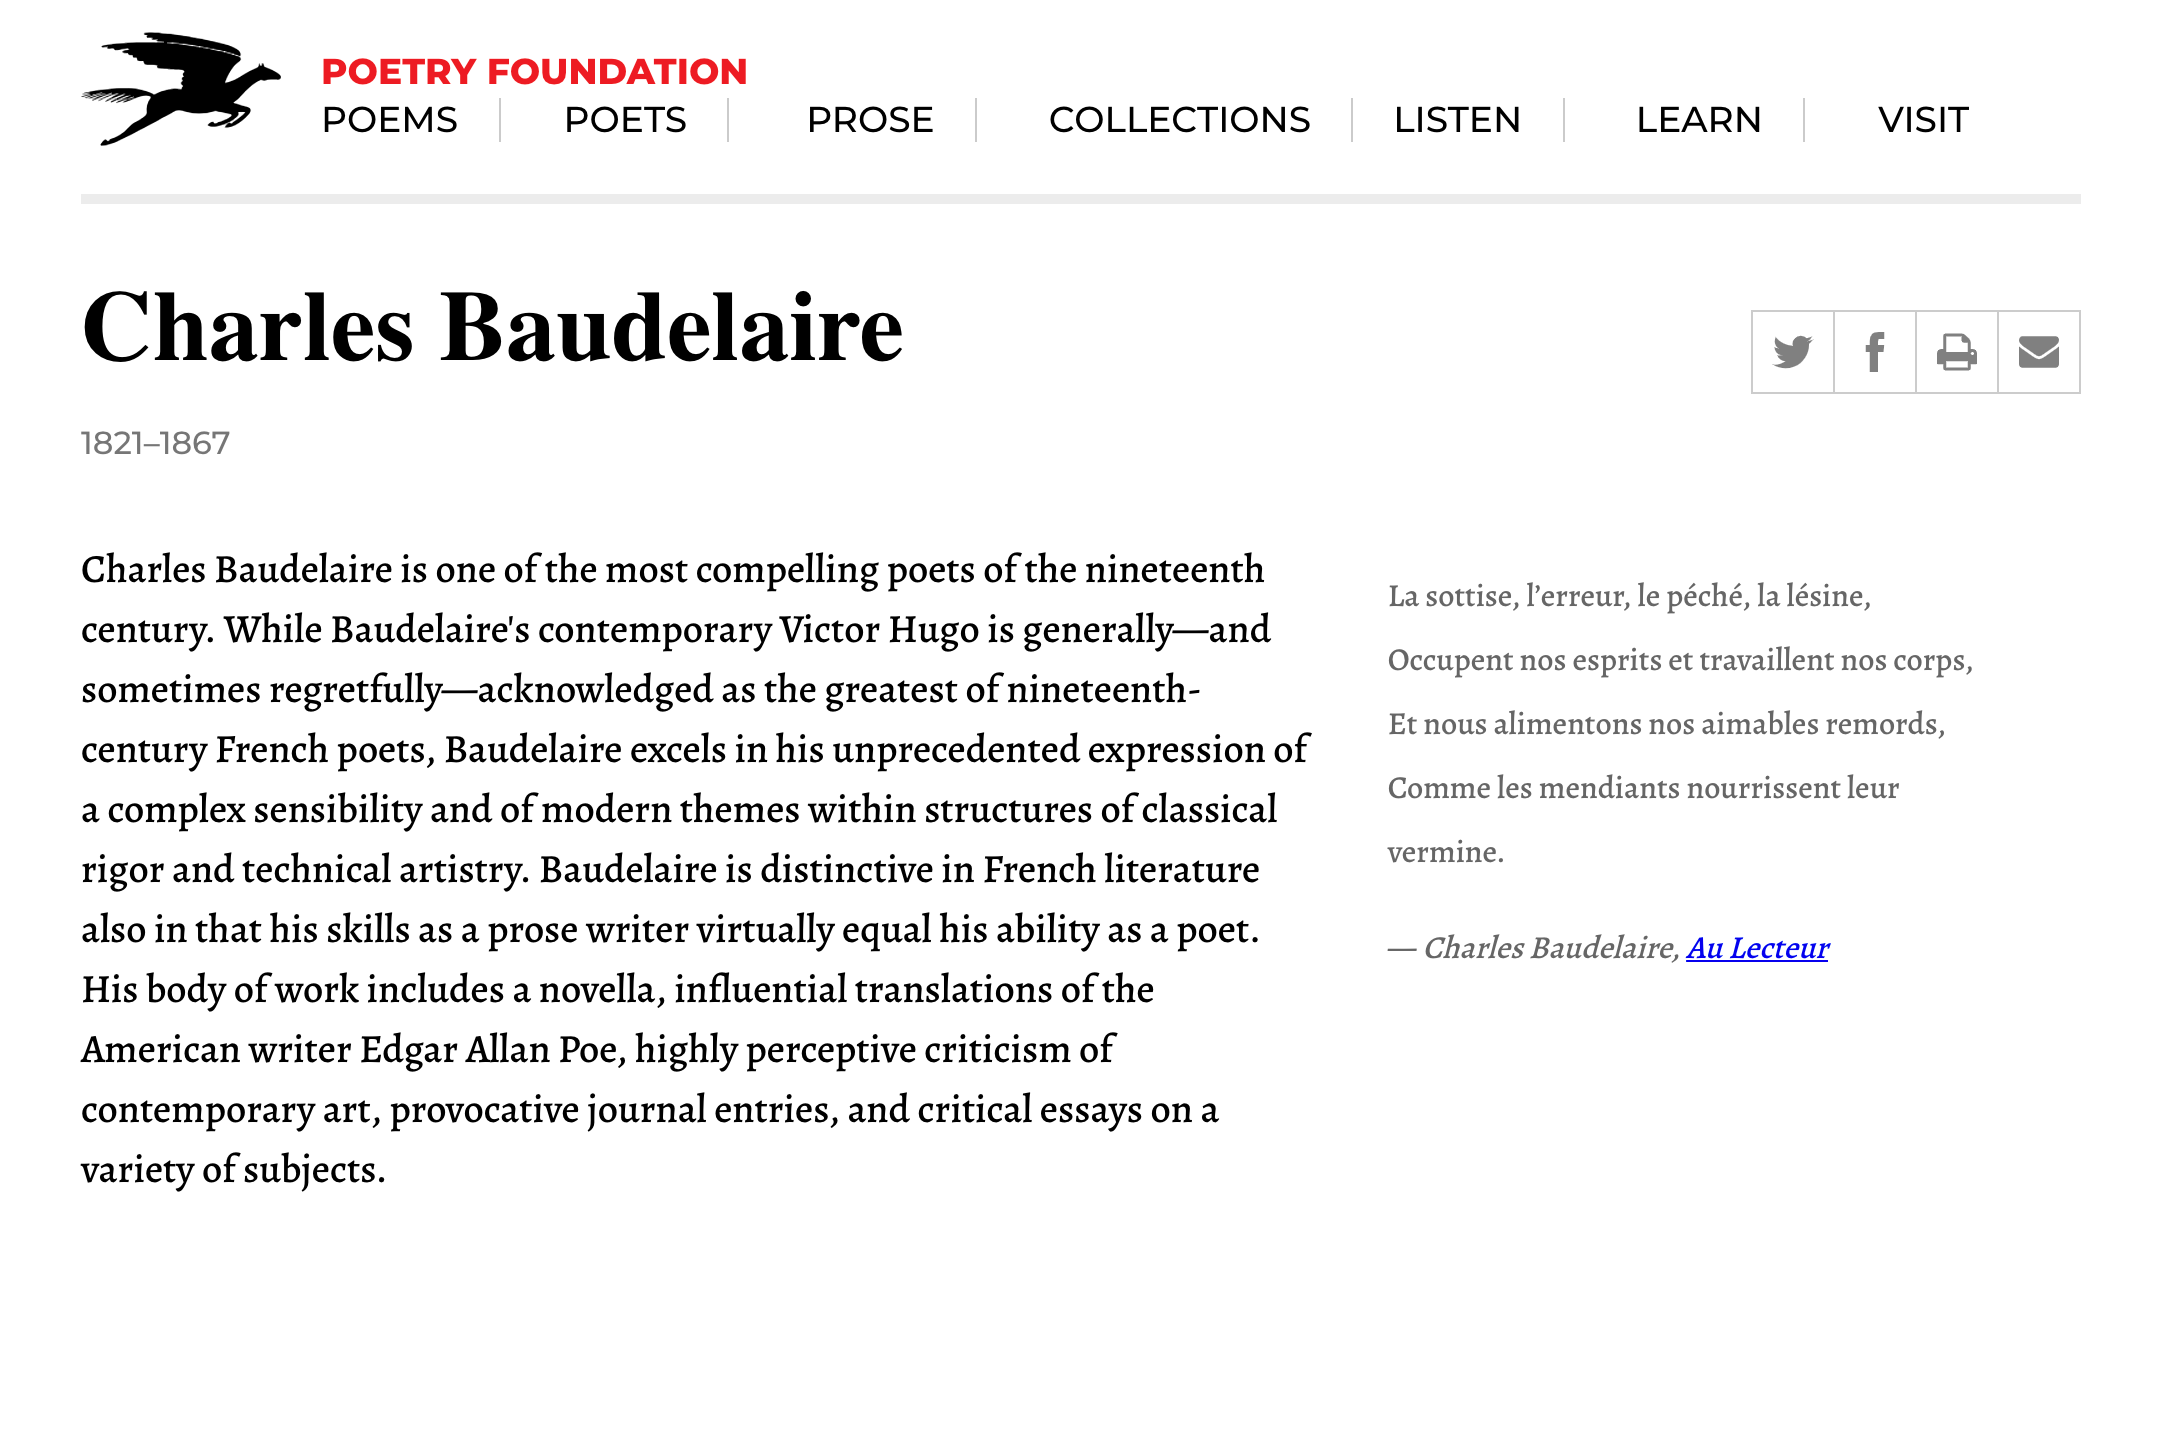 POETRY FOUNDATION
POEMS POETS PROSE COLLECTIONS LISTEN LEARN VISIT
Charles Baudelaire
1821–1867
Charles Baudelaire is one of the most compelling poets of the nineteenth
century. While Baudelaire's contemporary Victor Hugo is generally—and
sometimes regretfully—acknowledged as the greatest of nineteenth-
century French poets, Baudelaire excels in his unprecedented expression of
a complex sensibility and of modern themes within structures of classical
rigor and technical artistry. Baudelaire is distinctive in French literature
also in that his skills as a prose writer virtually equal his ability as a poet.
His body of work includes a novella, influential translations of the
American writer Edgar Allan Poe, highly perceptive criticism of
contemporary art, provocative journal entries, and critical essays on a
variety of subjects.
La sottise, l’erreur, le péché, la lésine,
Occupent nos esprits et travaillent nos corps,
Et nous alimentons nos aimables remords,
Comme les mendiants nourrissent leur
vermine.
— Charles Baudelaire, Au Lecteur